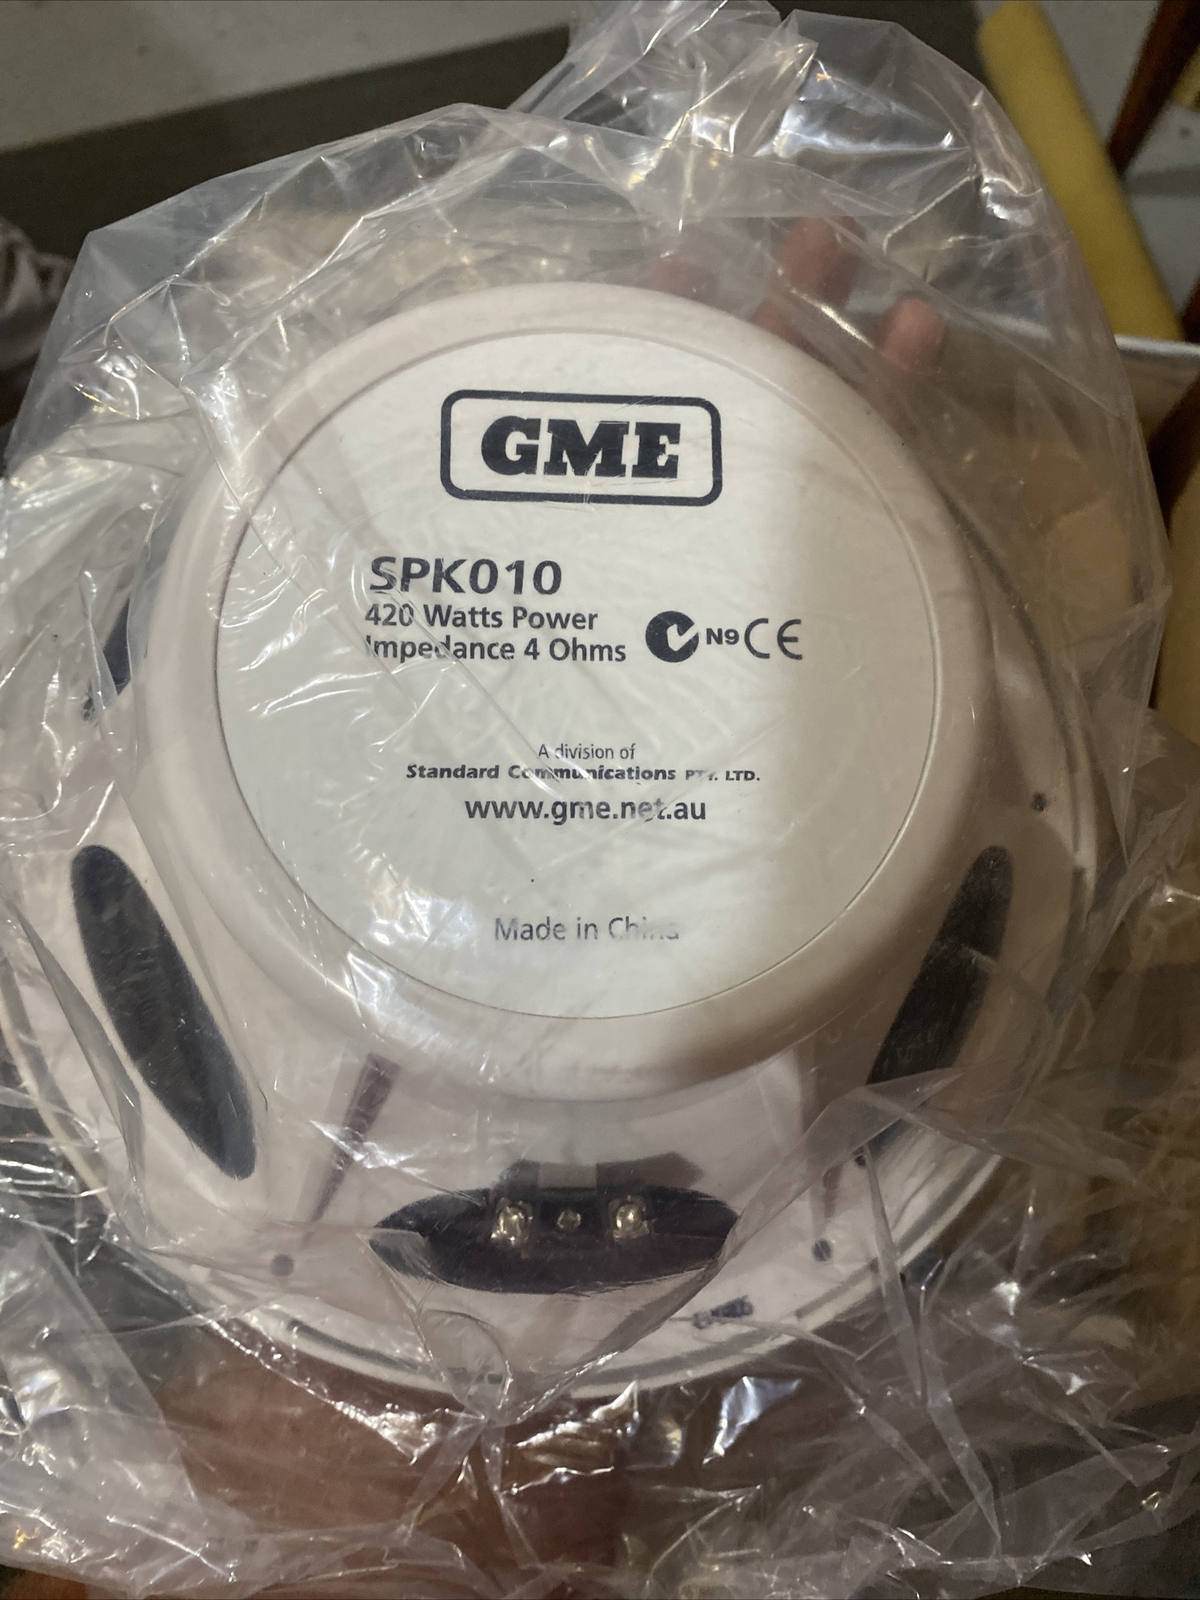 GME
SPK010
420 Watts Power
Impedance 4 Ohms
N9 CE
A division of
Standard Communications PTY. LTD.
www.gme.net.au
Made in China